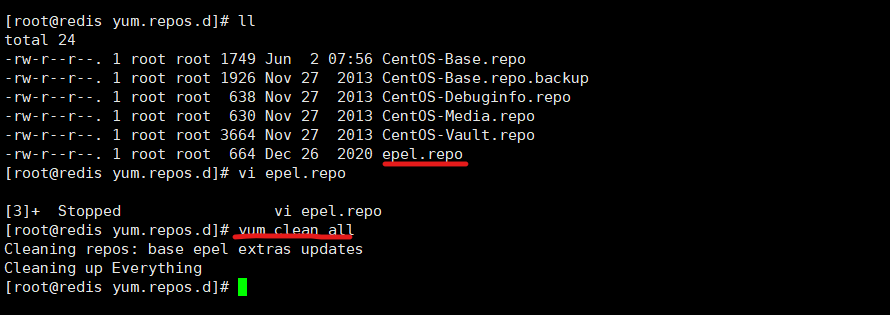 [root@redis yum.repos.d]# ll
total 24
-rw-r--r--. 1 root root 1749 Jun  2 07:56 CentOS-Base.repo
-rw-r--r--. 1 root root 1926 Nov 27  2013 CentOS-Base.repo.backup
-rw-r--r--. 1 root root  638 Nov 27  2013 CentOS-Debuginfo.repo
-rw-r--r--. 1 root root  630 Nov 27  2013 CentOS-Media.repo
-rw-r--r--. 1 root root 3664 Nov 27  2013 CentOS-Vault.repo
-rw-r--r--. 1 root root  664 Dec 26  2020 epel.repo
[root@redis yum.repos.d]# vi epel.repo
[3]+  Stopped                 vi epel.repo
[root@redis yum.repos.d]# yum clean all
Cleaning repos: base epel extras updates
Cleaning up Everything
[root@redis yum.repos.d]#